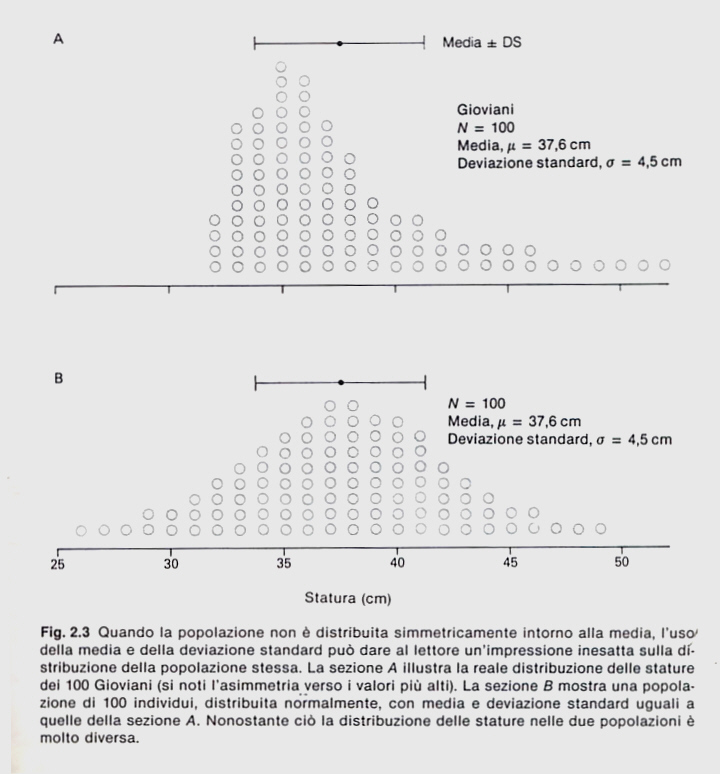 A
Media ± DS
Gioviani
N = 100
Media, μ = 37,6 cm
Deviazione standard, σ = 4,5 cm
B
N = 100
Media, μ = 37,6 cm
Deviazione standard, σ = 4,5 cm
25 30 35 40 45 50
Statura (cm)
Fig. 2.3 Quando la popolazione non è distribuita simmetricamente intorno alla media, l'uso
della media e della deviazione standard può dare al lettore un'impressione inesatta sulla di-
stribuzione della popolazione stessa. La sezione A illustra la reale distribuzione delle stature
dei 100 Gioviani (si noti l'asimmetria verso i valori più alti). La sezione B mostra una popola-
zione di 100 individui, distribuita normalmente, con media e deviazione standard uguali a
quelle della sezione A. Nonostante ciò la distribuzione delle stature nelle due popolazioni è
molto diversa.